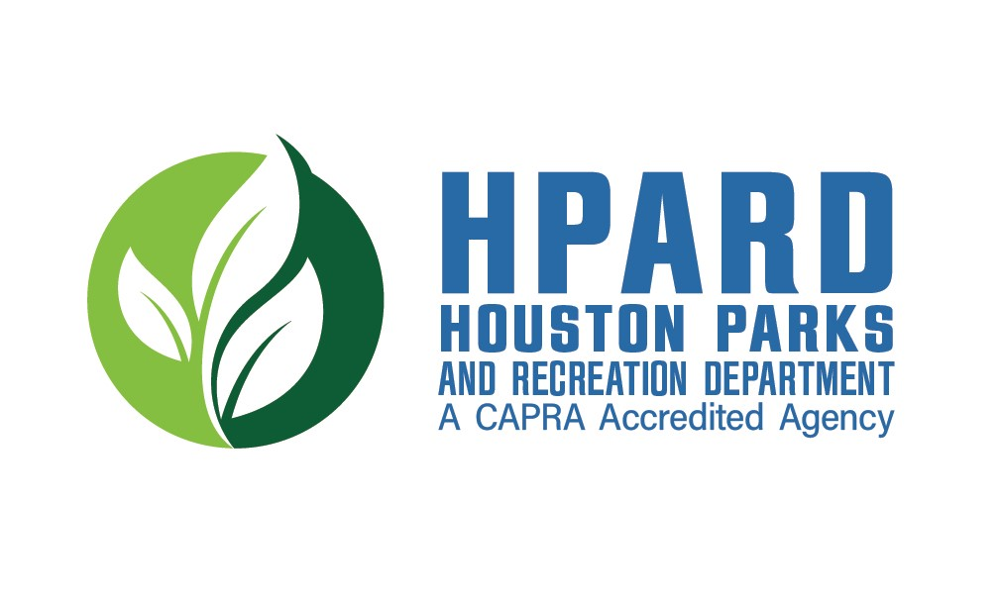 HPARD
HOUSTON PARKS
AND RECREATION DEPARTMENT
A CAPRA Accredited Agency